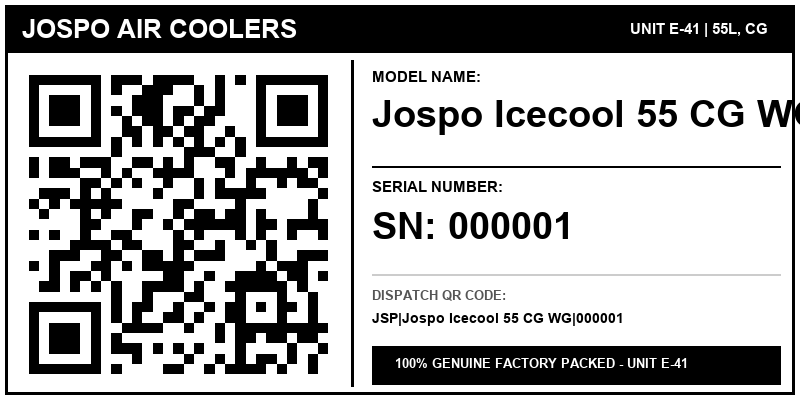 JOSPO AIR COOLERS
UNIT E-41 | 55L, CG
MODEL NAME:
Jospo Icecool 55 CG
SERIAL NUMBER:
SN: 000001
DISPATCH QR CODE:
JSP|Jospo Icecool 55 CG WG|000001
100% GENUINE FACTORY PACKED - UNIT E-41